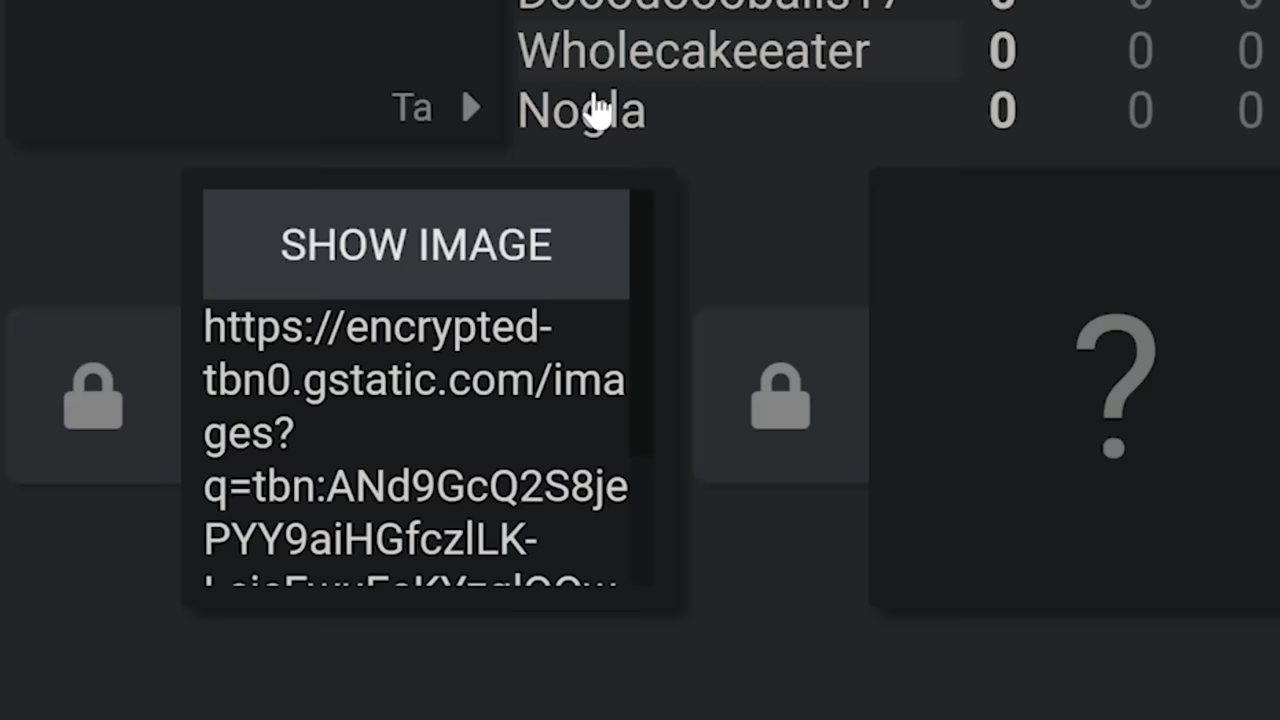 Wholecakeeater 0 0 0
Ta Nogla 0 0 0
SHOW IMAGE
https://encrypted-
tbn0.gstatic.com/ima
ges?
q=tbn:ANd9GcQ2S8je
PYY9aiHGfczlLK-
?